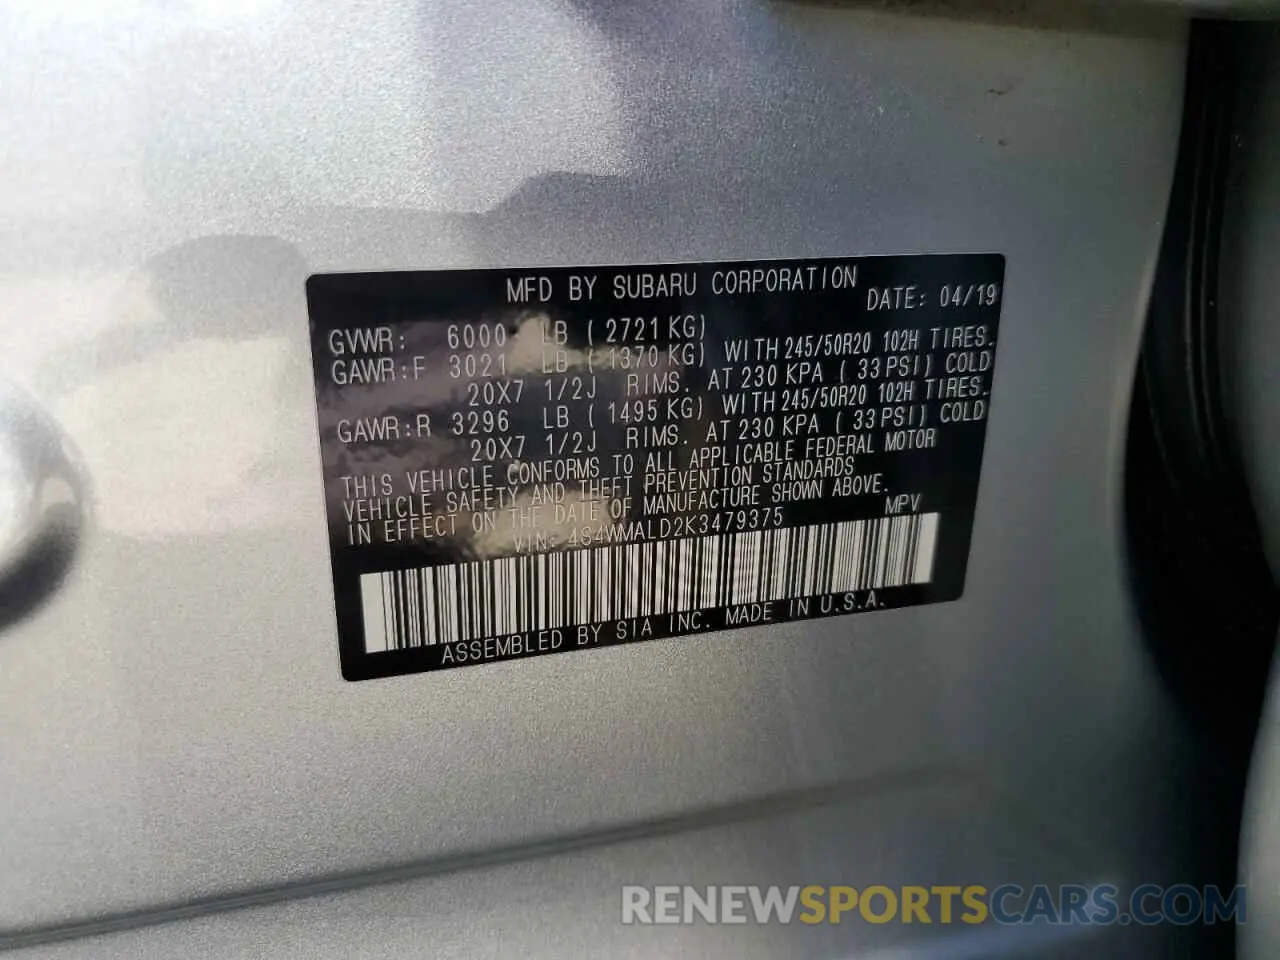 MFD BY SUBARU CORPORATION
DATE: 04/19
GVWR: 6000 LB ( 2721 KG)
GAWR:F 3021 LB ( 1370 KG) WITH 245/50R20 102H TIRES.
20X7 1/2J RIMS. AT 230 KPA ( 33 PSI) COLD
GAWR:R 3296 LB ( 1495 KG) WITH 245/50R20 102H TIRES.
20X7 1/2J RIMS. AT 230 KPA ( 33 PSI) COLD
THIS VEHICLE CONFORMS TO ALL APPLICABLE FEDERAL MOTOR
VEHICLE SAFETY AND THEFT PREVENTION STANDARDS
IN EFFECT ON THE DATE OF MANUFACTURE SHOWN ABOVE.
VIN: 4S4WMALD2K3479375 MPV
ASSEMBLED BY SIA INC. MADE IN U.S.A.
RENEWSPORTSCARS.COM